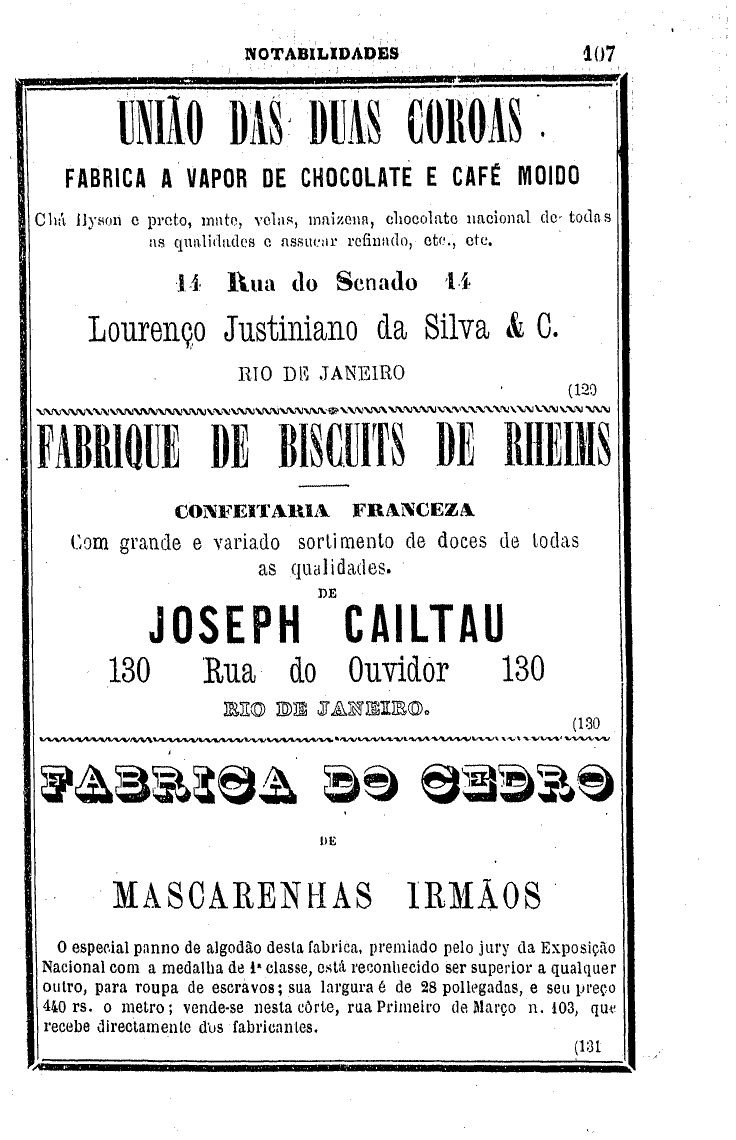 NOTABILIDADES 107
UNIÃO DAS DUAS COROAS.
FABRICA A VAPOR DE CHOCOLATE E CAFÉ MOIDO
Chá Hyson e preto, mate, velas, maizena, chocolate nacional de todas
as qualidades e assucar refinado, etc., etc.
14 Rua do Senado 14
Lourenço Justiniano da Silva & C.
RIO DE JANEIRO
(129
FABRIQUE DE BISCUITS DE RHEIMS
CONFEITARIA FRANCEZA
Com grande e variado sortimento de doces de todas
as qualidades.
DE
JOSEPH CAILTAU
130 Rua do Ouvidor 130
RIO DE JANEIRO.
(130
FABRICA DO CEDRO
DE
MASCARENHAS IRMÃOS
O especial panno de algodão desta fabrica, premiado pelo jury da Exposição
Nacional com a medalha de 1ª classe, está reconhecido ser superior a qualquer
outro, para roupa de escravos; sua largura é de 28 pollegadas, e seu preço
440 rs. o metro; vende-se nesta côrte, rua Primeiro de Março n. 103, que
recebe directamente dos fabricantes.
(131